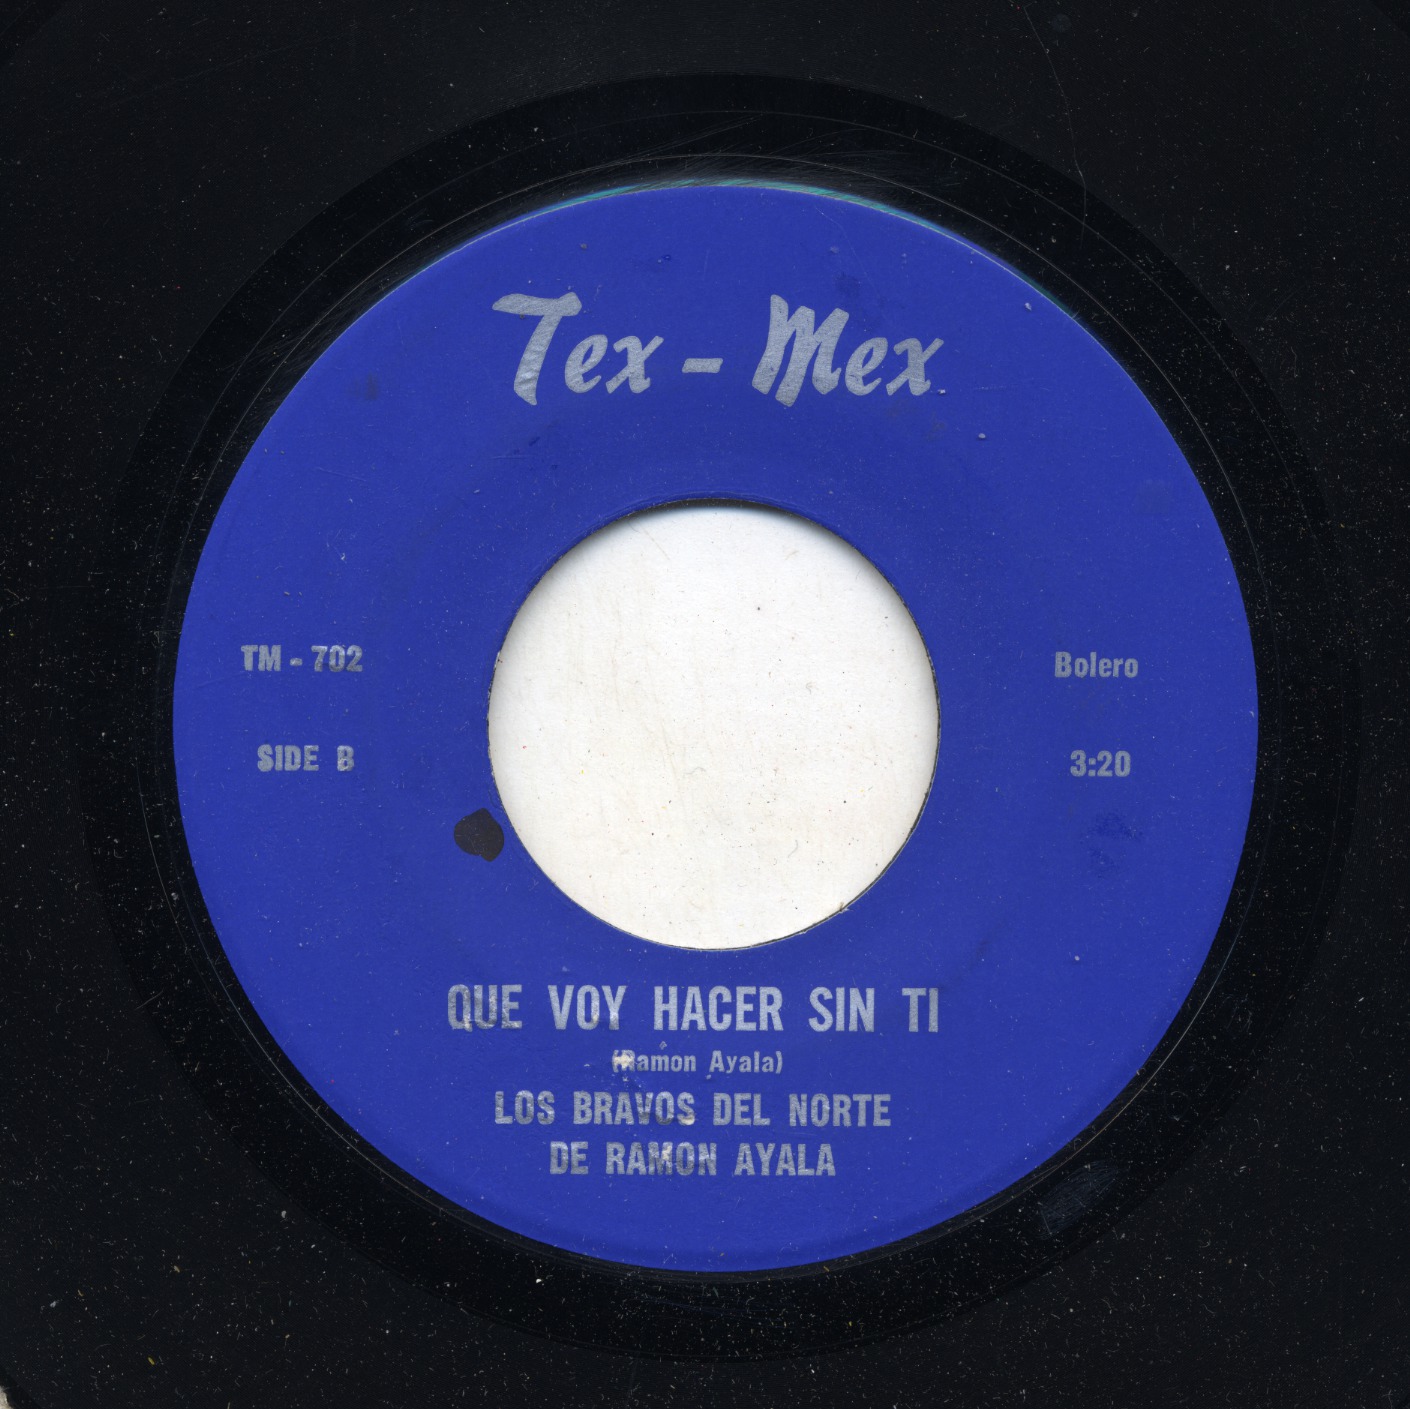 Tex - Mex
TM - 702
Bolero
SIDE B
3:20
QUE VOY HACER SIN TI
(Ramon Ayala)
LOS BRAVOS DEL NORTE
DE RAMON AYALA